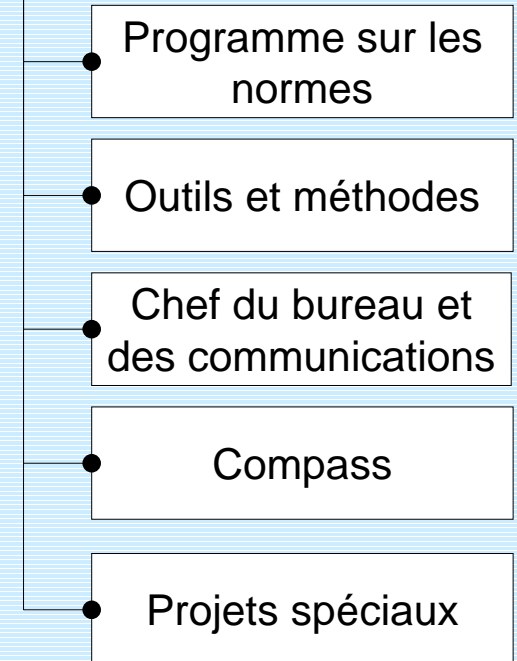 Programme sur les
normes
Outils et méthodes
Chef du bureau et
des communications
Compass
Projets spéciaux